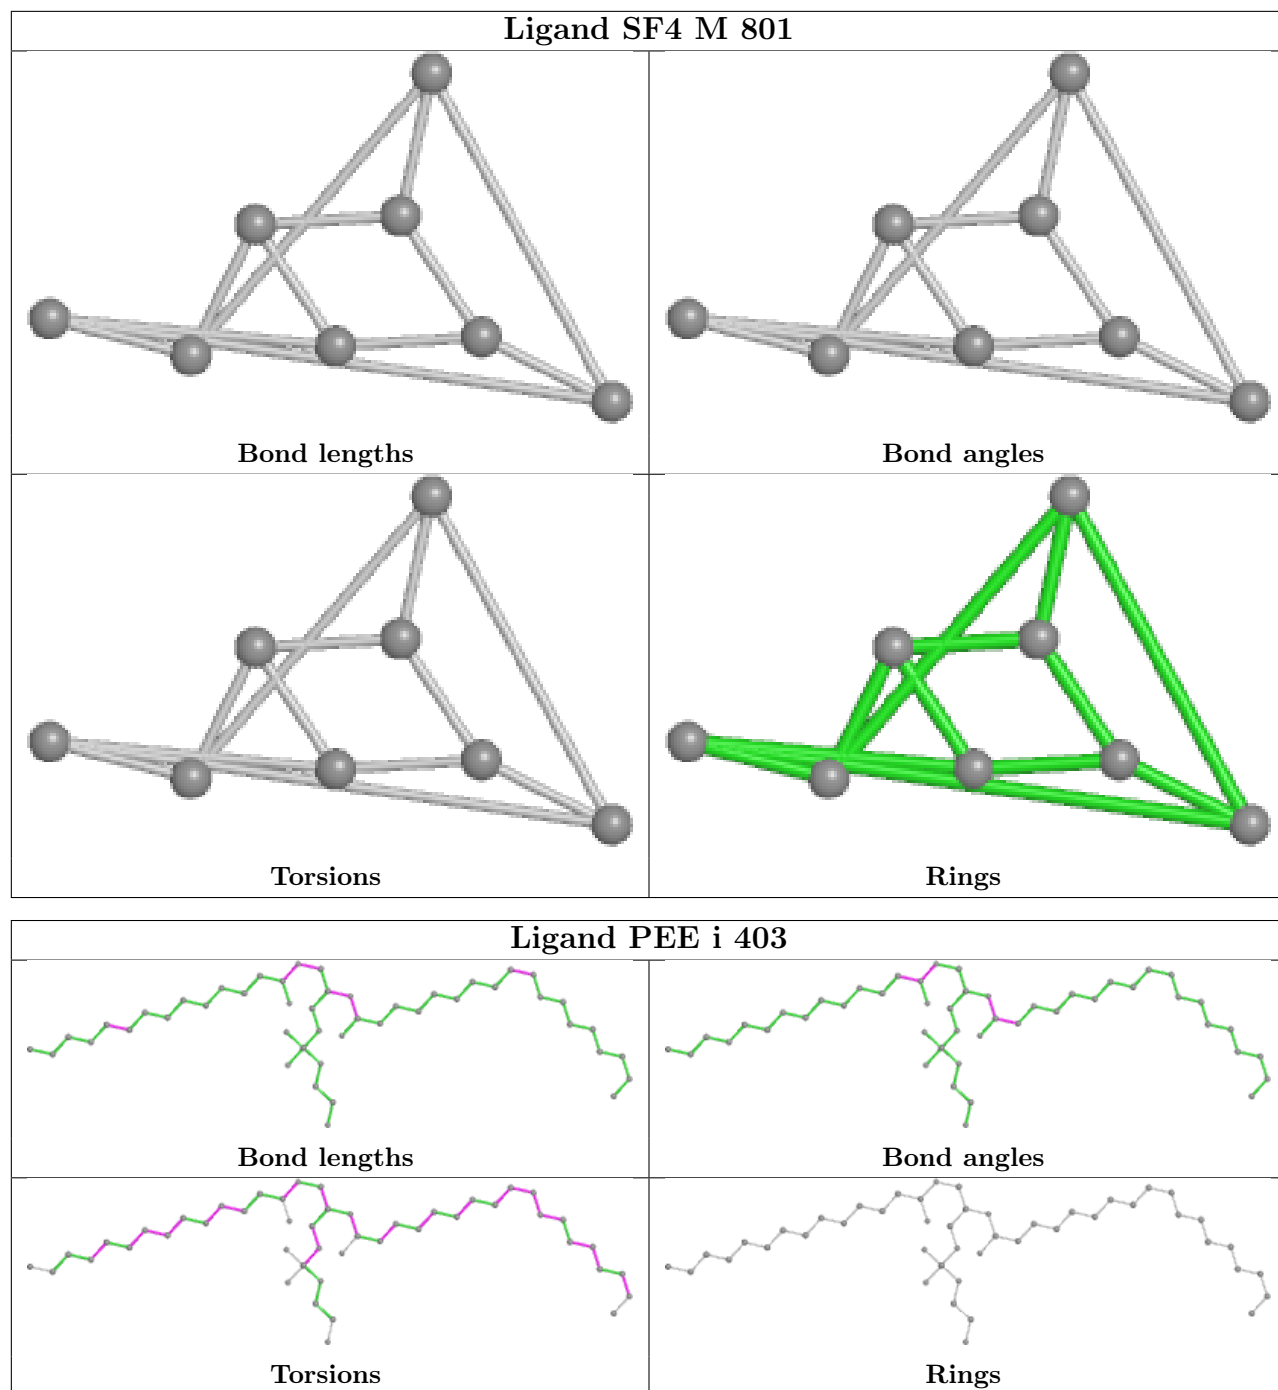 Ligand SF4 M 801
Bond lengths
Bond angles
Torsions
Rings
Ligand PEE i 403
Bond lengths
Bond angles
Torsions
Rings